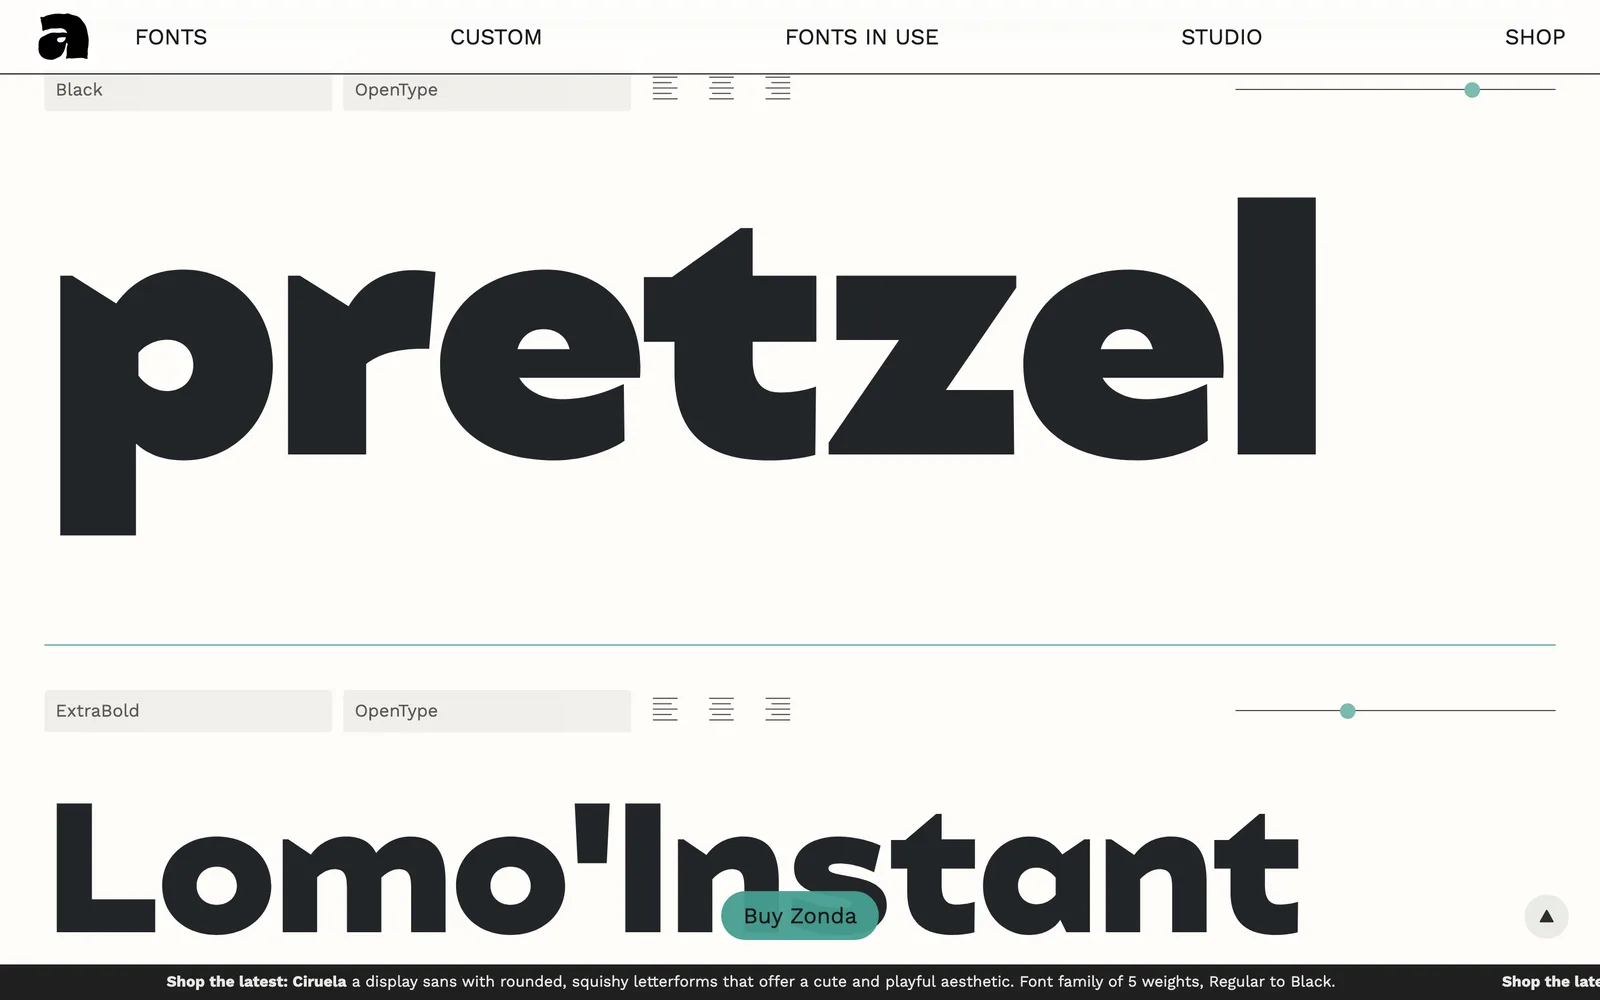 a FONTS CUSTOM FONTS IN USE STUDIO SHOP
Black OpenType
pretzel
ExtraBold OpenType
Lomo'Instant
Buy Zonda
Shop the latest: Ciruela a display sans with rounded, squishy letterforms that offer a cute and playful aesthetic. Font family of 5 weights, Regular to Black. Shop the late